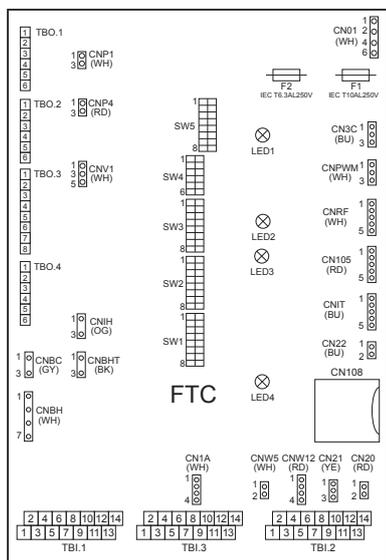 1 TBO.1
2
3
4
5
6
1 CNP1
3 (WH)
CN01
(WH)
1
2
4
6
F2
IEC T6.3AL250V
F1
IEC T10AL250V
1 TBO.2
2
3
4
5
6
1 CNP4
3 (RD)
1
SW5
8
LED1
CN3C
(BU)
1
3
1 TBO.3
2
3
4
5
6
7
8
1 CNV1
3 (WH)
5
1
SW4
6
CNPWM
(WH)
1
3
1
SW3
8
LED2
CNRF
(WH)
1
5
1 TBO.4
2
3
4
5
6
1
SW2
8
LED3
CN105
(RD)
1
5
1 CNIH
3 (OG)
1
SW1
8
CNIT
(BU)
1
5
CNBC
(GY)
1
3
CNBHT
(BK)
1
3
CN22
(BU)
1
2
CNBH
(WH)
1
7
FTC
LED4
CN108
CN1A
(WH)
1
4
CNW5
(WH)
1
2
CNW12
(RD)
1
4
CN21
(YE)
1
3
CN20
(RD)
1
2
2 4 6 8 10 12 14
1 3 5 7 9 11 13
TBI.1
2 4 6 8 10 12 14
1 3 5 7 9 11 13
TBI.3
2 4 6 8 10 12 14
1 3 5 7 9 11 13
TBI.2